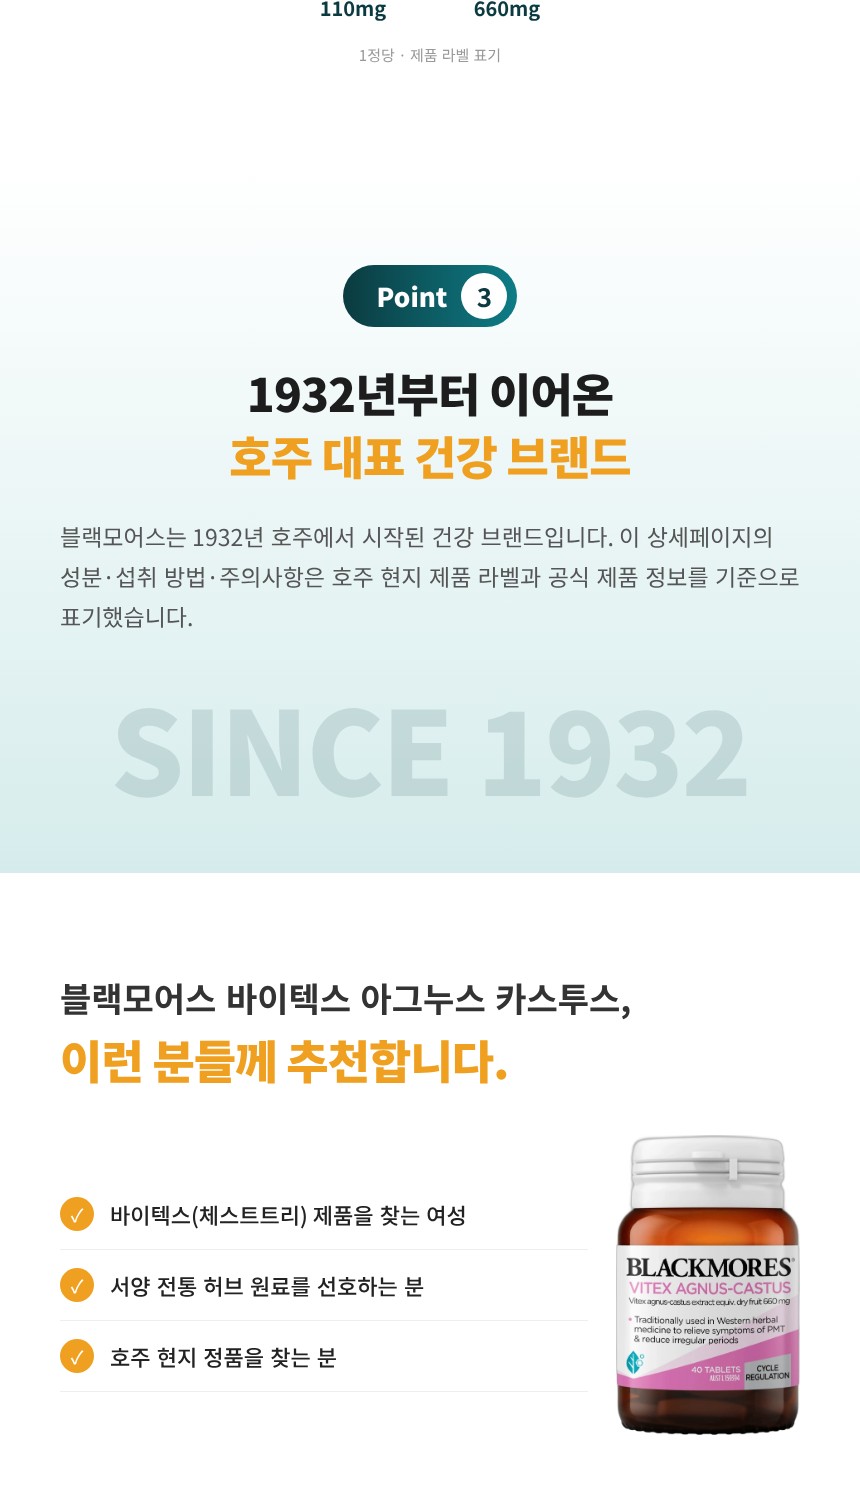 110mg 660mg
1정당 · 제품 라벨 표기
Point 3
1932년부터 이어온
호주 대표 건강 브랜드
블랙모어스는 1932년 호주에서 시작된 건강 브랜드입니다. 이 상세페이지의
성분·섭취 방법·주의사항은 호주 현지 제품 라벨과 공식 제품 정보를 기준으로
표기했습니다.
SINCE 1932
블랙모어스 바이텍스 아그누스 카스투스,
이런 분들께 추천합니다.
✓ 바이텍스(체스트트리) 제품을 찾는 여성
✓ 서양 전통 허브 원료를 선호하는 분
✓ 호주 현지 정품을 찾는 분
BLACKMORES®
VITEX AGNUS-CASTUS
Vitex agnus-castus extract equiv. dry fruit 660 mg
• Traditionally used in Western herbal
medicine to relieve symptoms of PMT
& reduce irregular periods
40 TABLETS
CYCLE
REGULATION